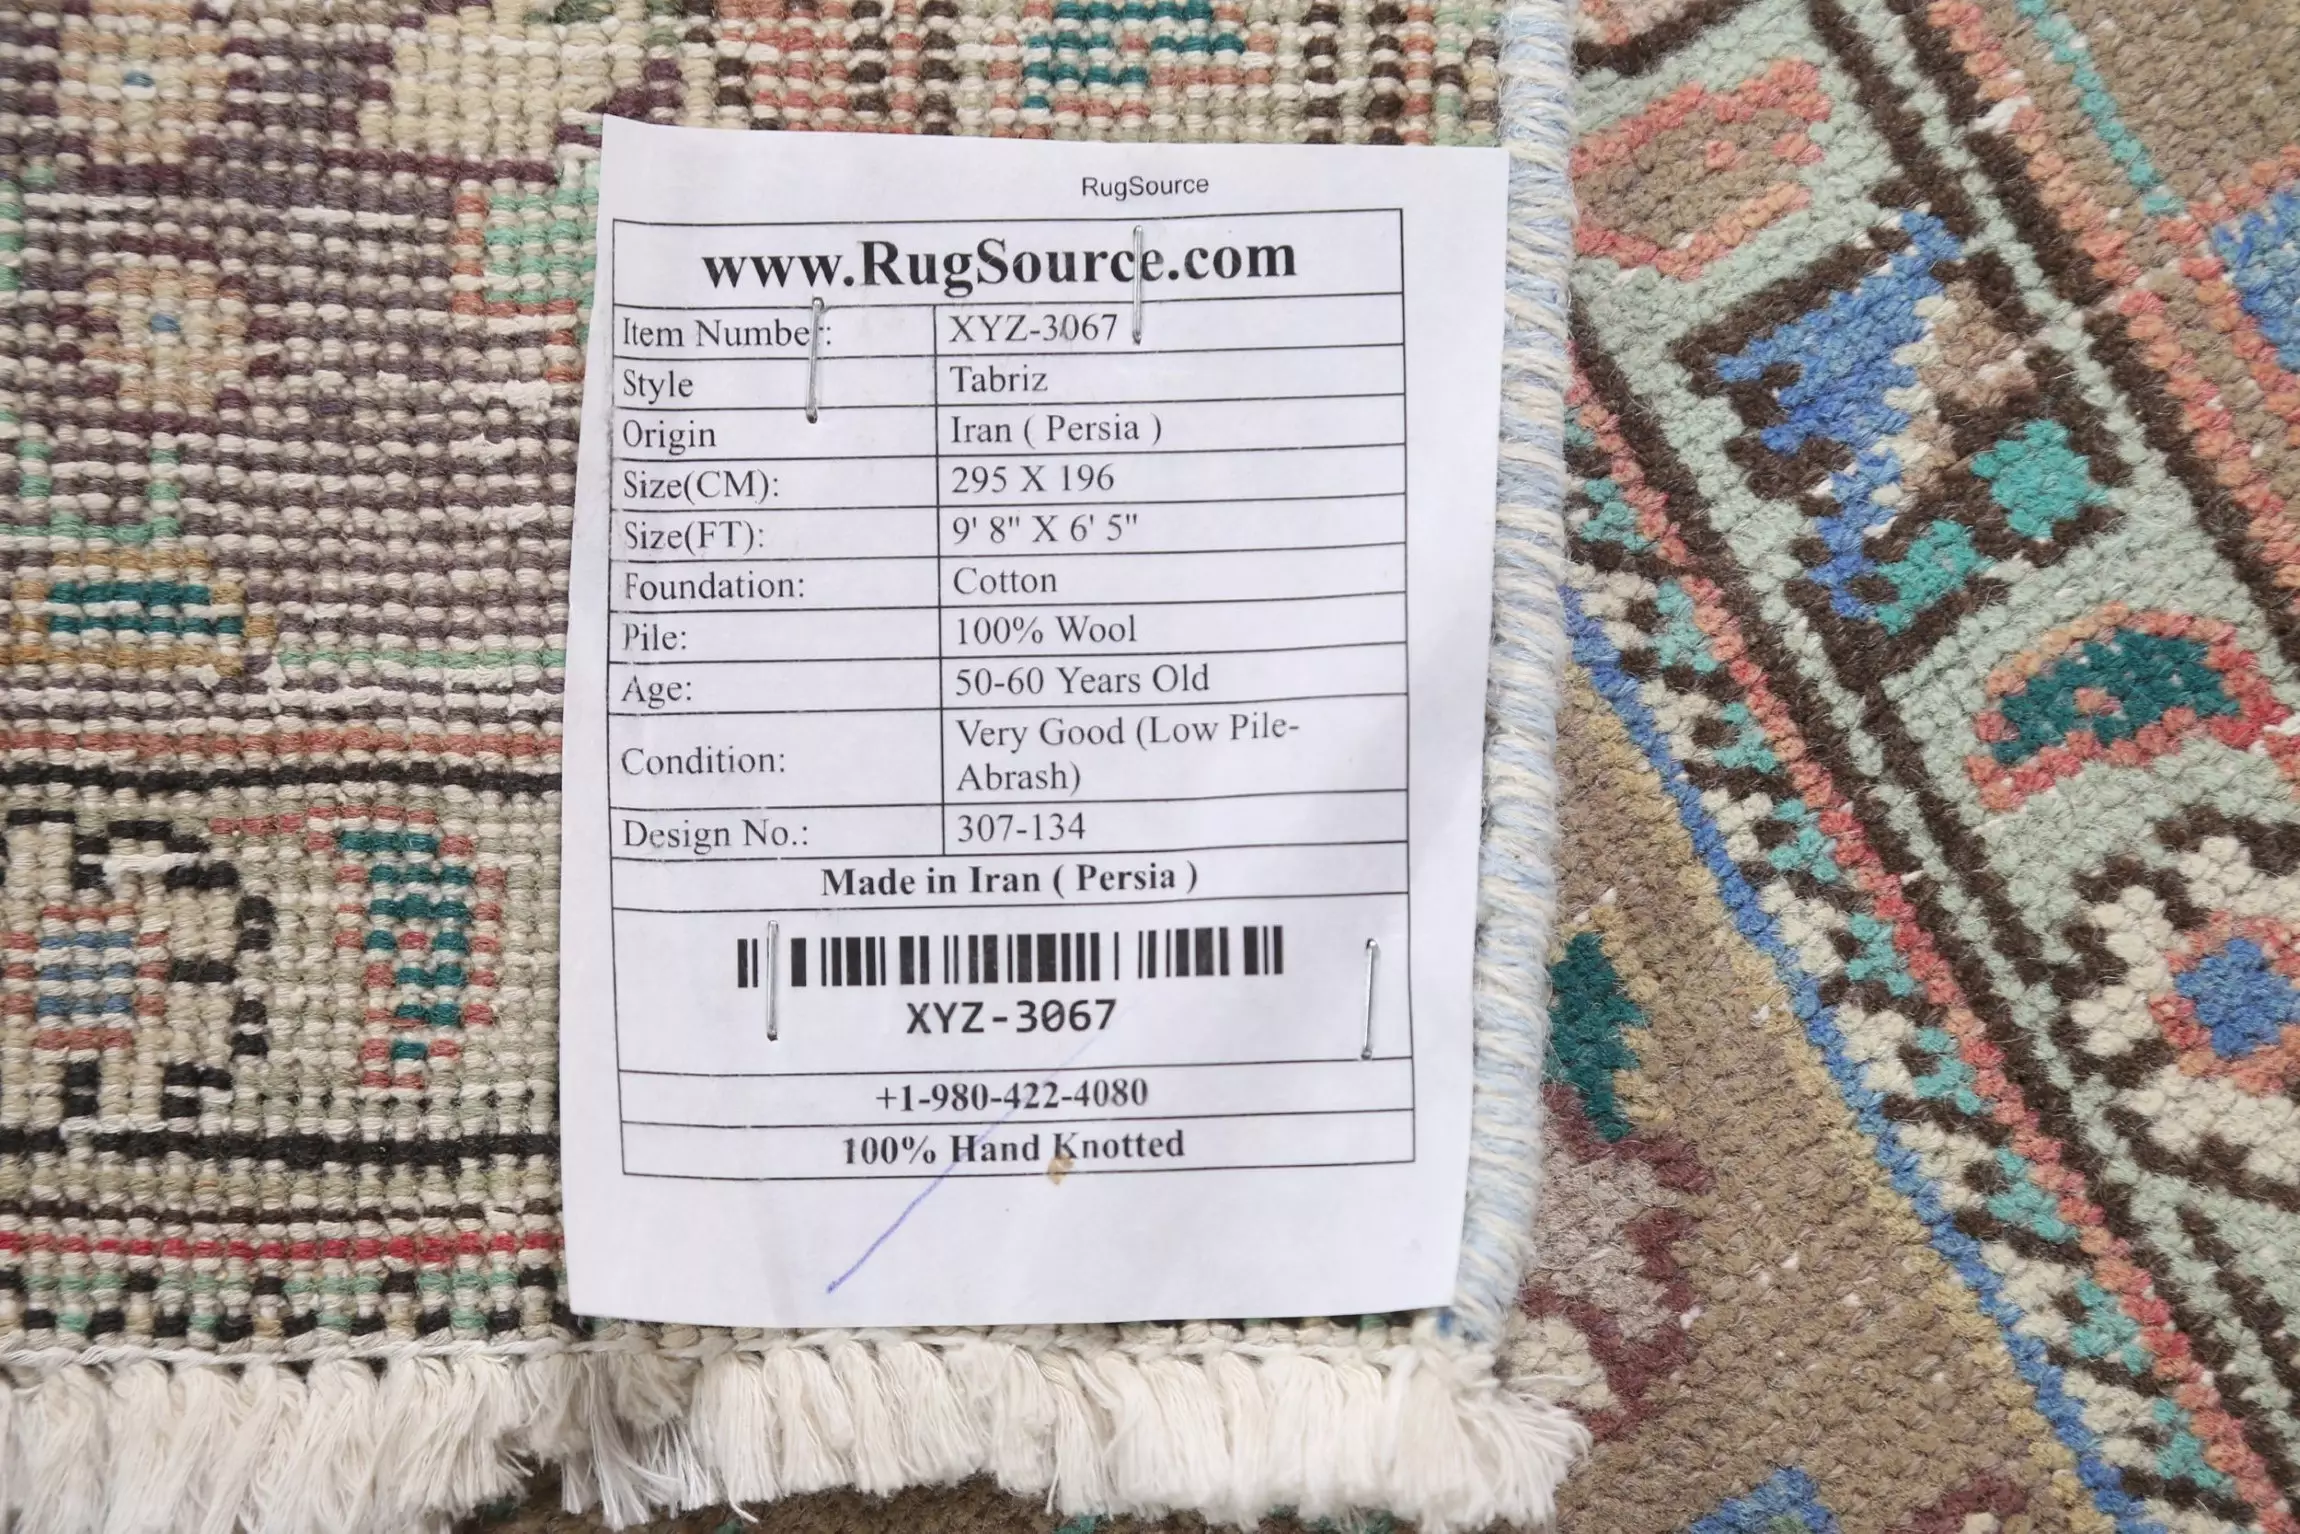 RugSource
www.RugSource.com
Item Number: XYZ-3067
Style Tabriz
Origin Iran ( Persia )
Size(CM): 295 X 196
Size(FT): 9' 8" X 6' 5"
Foundation: Cotton
Pile: 100% Wool
Age: 50-60 Years Old
Condition: Very Good (Low Pile-
Abrash)
Design No.: 307-134
Made in Iran ( Persia )
XYZ-3067
+1-980-422-4080
100% Hand Knotted